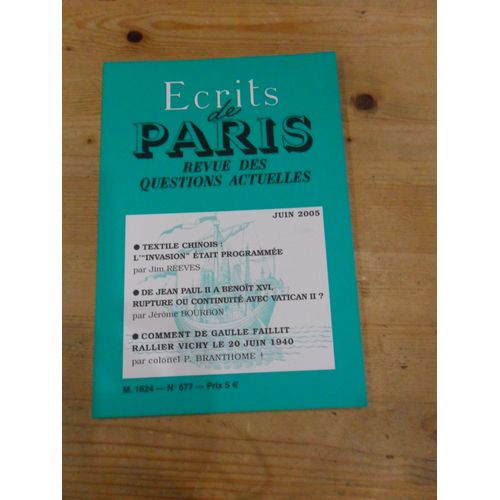 Ecrits
de
PARIS
REVUE DES
QUESTIONS ACTUELLES
JUIN 2005
● TEXTILE CHINOIS :
L'"INVASION" ÉTAIT PROGRAMMÉE
par Jim REEVES
● DE JEAN PAUL II A BENOÎT XVI,
RUPTURE OU CONTINUITÉ AVEC VATICAN II ?
par Jérôme BOURBON
● COMMENT DE GAULLE FAILLIT
RALLIER VICHY LE 20 JUIN 1940
par colonel P. BRANTHOME †
M. 1624 — N° 677 — Prix 5 €